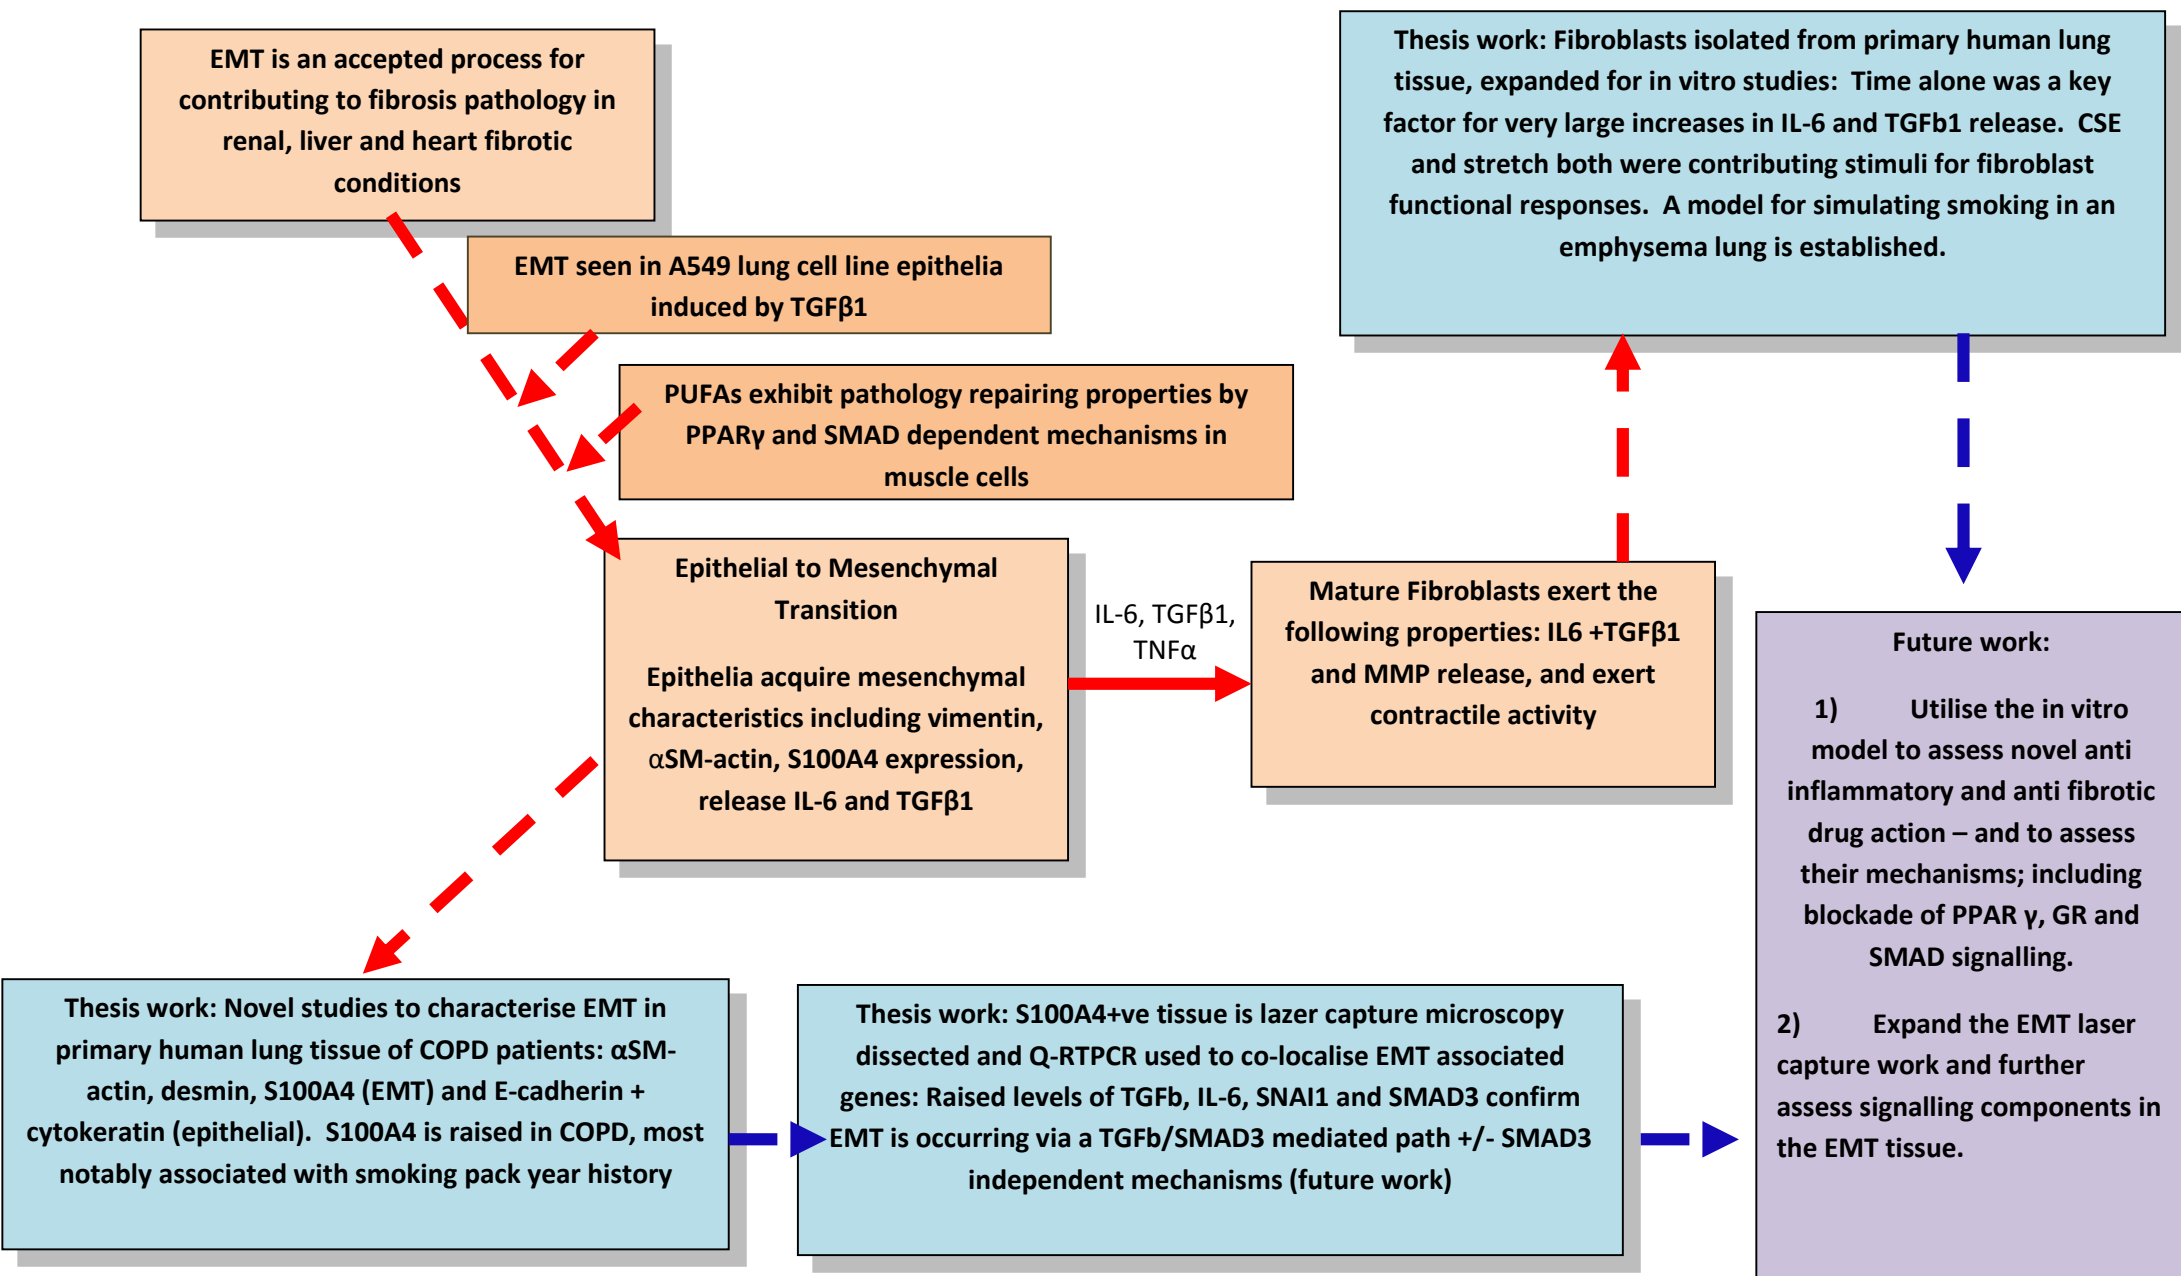 EMT is an accepted process for
contributing to fibrosis pathology in
renal, liver and heart fibrotic
conditions
EMT seen in A549 lung cell line epithelia
induced by TGFβ1
PUFAs exhibit pathology repairing properties by
PPARγ and SMAD dependent mechanisms in
muscle cells
Epithelial to Mesenchymal
Transition
Epithelia acquire mesenchymal
characteristics including vimentin,
αSM-actin, S100A4 expression,
release IL-6 and TGFβ1
IL-6, TGFβ1,
TNFα
Mature Fibroblasts exert the
following properties: IL6 +TGFβ1
and MMP release, and exert
contractile activity
Thesis work: Fibroblasts isolated from primary human lung
tissue, expanded for in vitro studies: Time alone was a key
factor for very large increases in IL-6 and TGFb1 release. CSE
and stretch both were contributing stimuli for fibroblast
functional responses. A model for simulating smoking in an
emphysema lung is established.
Thesis work: Novel studies to characterise EMT in
primary human lung tissue of COPD patients: αSM-
actin, desmin, S100A4 (EMT) and E-cadherin +
cytokeratin (epithelial). S100A4 is raised in COPD, most
notably associated with smoking pack year history
Thesis work: S100A4+ve tissue is lazer capture microscopy
dissected and Q-RTPCR used to co-localise EMT associated
genes: Raised levels of TGFb, IL-6, SNAI1 and SMAD3 confirm
EMT is occurring via a TGFb/SMAD3 mediated path +/- SMAD3
independent mechanisms (future work)
Future work:
1) Utilise the in vitro
model to assess novel anti
inflammatory and anti fibrotic
drug action – and to assess
their mechanisms; including
blockade of PPAR γ, GR and
SMAD signalling.
2) Expand the EMT laser
capture work and further
assess signalling components in
the EMT tissue.